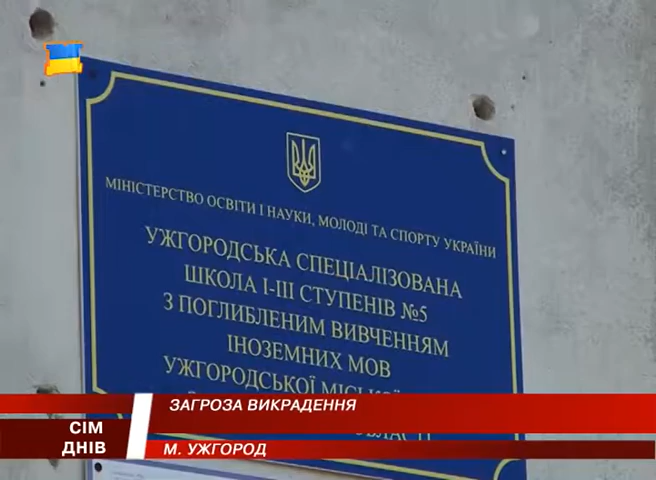 МІНІСТЕРСТВО ОСВІТИ І НАУКИ, МОЛОДІ ТА СПОРТУ УКРАЇНИ
УЖГОРОДСЬКА СПЕЦІАЛІЗОВАНА
ШКОЛА І-ІІІ СТУПЕНІВ №5
З ПОГЛИБЛЕНИМ ВИВЧЕННЯМ
ІНОЗЕМНИХ МОВ
УЖГОРОДСЬКОЇ
ЗАГРОЗА ВИКРАДЕННЯ
СІМ
ДНІВ
М. УЖГОРОД